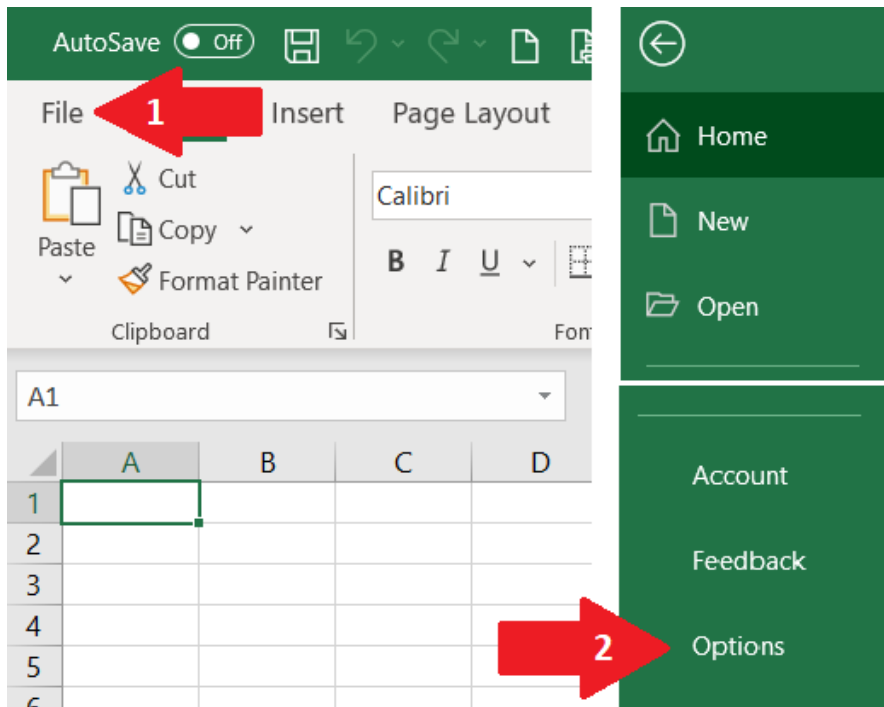 AutoSave Off
File 1 Insert Page Layout
Cut
Copy
Paste
Format Painter
Clipboard
Calibri
B I U
Fon
A1
A B C D
1
2
3
4
5
Home
New
Open
Account
Feedback
2 Options